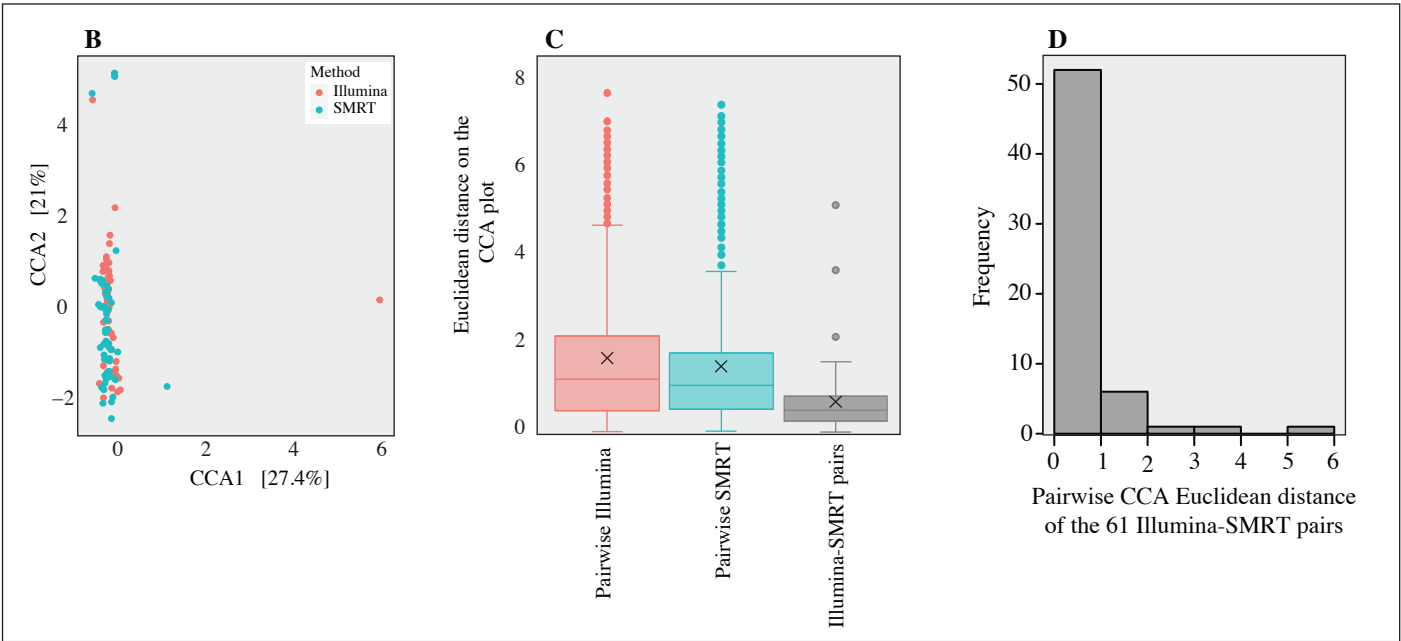 B
Method
Illumina
SMRT
4
2
0
−2
CCA2 [21%]
0 2 4 6
CCA1 [27.4%]
C
8
6
4
2
0
Euclidean distance on the
CCA plot
Pairwise Illumina
Pairwise SMRT
Illumina-SMRT pairs
D
50
40
30
20
10
0
Frequency
0 1 2 3 4 5 6
Pairwise CCA Euclidean distance
of the 61 Illumina-SMRT pairs